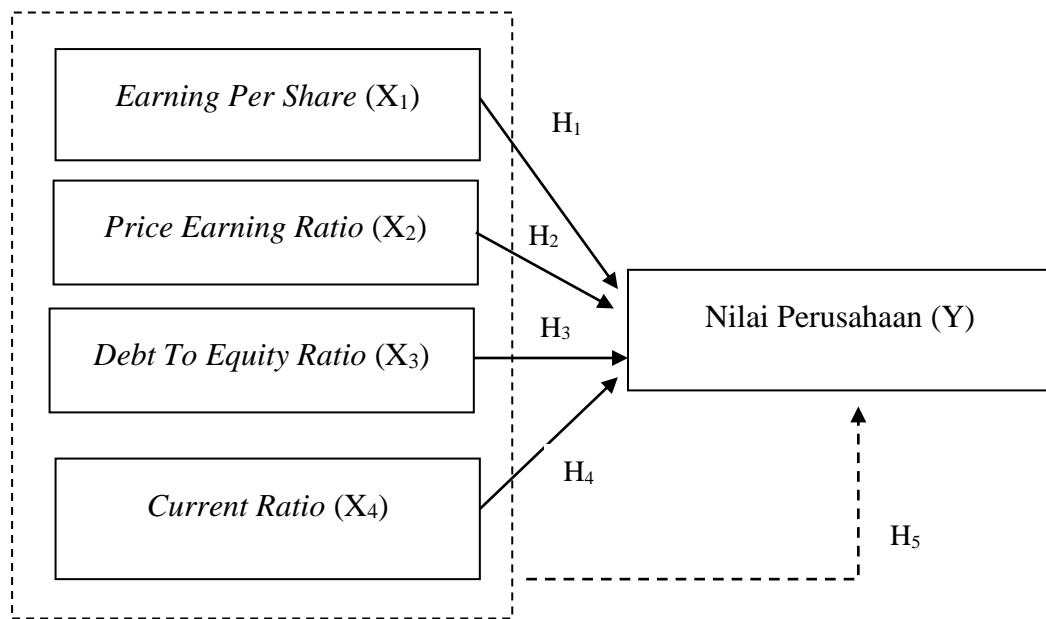 Earning Per Share (X₁)
H₁
Price Earning Ratio (X₂)
H₂
Nilai Perusahaan (Y)
H₃
Debt To Equity Ratio (X₃)
H₄
Current Ratio (X₄)
H₅